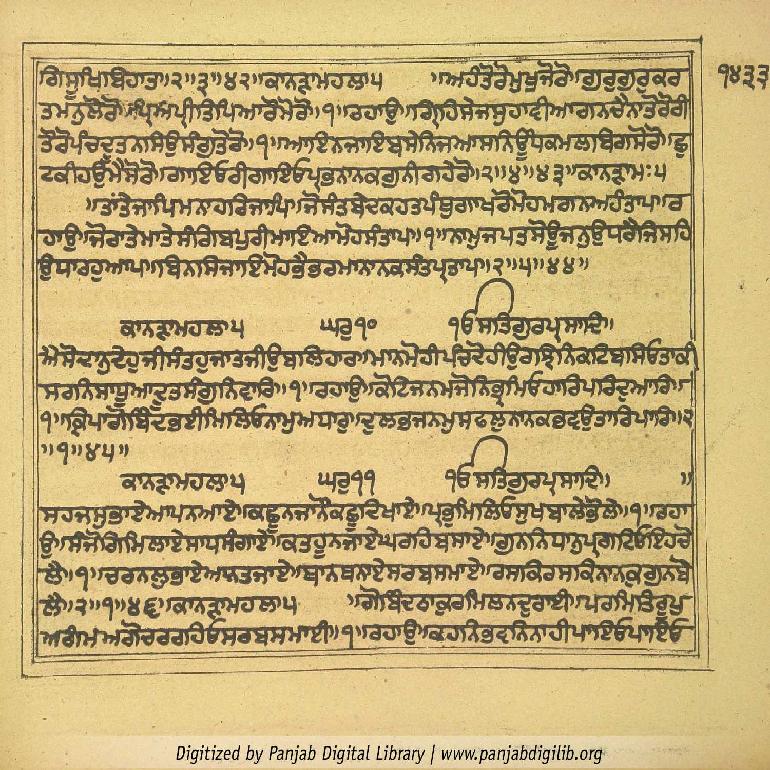 ਗਿਸੂਖਿਬਿਹਾਤਾ॥੨॥੩॥੪੨॥ਕਾਨੜਾਮਹਲਾ੫ ॥ਅਹੰਤੋਰੋਮੁਖੁਜੋਰੋ॥ਗੁਰੁਗੁਰੁਕਰ
ਤਮਨੁਲੋਰੋ॥ਪ੍ਰਿਅਪ੍ਰੀਤਿਪਿਆਰੋਮੋਰੋ॥੧॥ਰਹਾਉ॥ਗ੍ਰਿਹਿਸੇਜਸੁਹਾਵੀਆਗਨਚੈਨਾਤੋਰੋਰੀ
ਤੋਰੋਪੰਚਦੂਤਨਾਸਿਉਸੰਗੁਤੋਰੋ॥੧॥ਆਇਨਜਾਇਬਸੇਨਿਜਆਸਨਿਊਧਕਮਲਬਿਗਸੋਰੋ॥ਛੁ
ਟਕੀਹਉਮੈਸੋਰੋ॥ਗਾਇਓਰੀਗਾਇਓਪ੍ਰਭਨਾਨਕਗੁਨੀਗਹੇਰੋ॥੨॥੪॥੪੩॥ਕਾਨੜਾਮਃ੫
॥ਤਾਂਤੇਜਾਪਿਮਨਾਹਰਿਜਾਪਿ॥ਜੋਸੰਤਬੇਦਕਹਤਪੰਥੁਗਾਖਰੋਮੋਹਮਗਨਅਹੰਤਾਪ॥ਰ
ਹਾਉ॥ਜੋਰਾਤੇਮਾਤੇਸੰਗਿਬਪੁਰੀਮਾਇਆਮੋਹਸੰਤਾਪ॥੧॥ਨਾਮੁਜਪਤਸੋਊਜਨੁਉਧਰੈਜਿਸਹਿ
ਉਧਾਰਹੁਆਪ॥ਬਿਨਸਿਜਾਇਮੋਹਭੈਭਰਮਾਨਾਨਕਸੰਤਪ੍ਰਤਾਪ॥੨॥੫॥੪੪॥
ਕਾਨੜਾਮਹਲਾ੫ ਘਰੁ੧੦ ੴਸਤਿਗੁਰਪ੍ਰਸਾਦਿ॥
ਐਸੋਦਾਨੁਦੇਹੁਜੀਸੰਤਹੁਜਾਤਜੀਉਬਲਿਹਾਰਿ॥ਮਾਨਮੋਹੀਪੰਚਦੋਹੀਉਰਝਿਨਿਕਟਿਬਸਿਓਤਾਕੀ
ਸਰਨਿਸਾਧੂਆਦੂਤਸੰਗੁਨਿਵਾਰਿ॥੧॥ਰਹਾਉ॥ਕੋਟਿਜਨਮਜੋਨਿਭ੍ਰਮਿਓਹਾਰਿਪਰਿਓਦੁਆਰਿ॥
੧॥ਕਿਰਪਾਗੋਬਿੰਦਭਈਮਿਲਿਓਨਾਮੁਅਧਾਰੁ॥ਦੁਲਭਜਨਮੁਸਫਲੁਨਾਨਕਭਵਉਤਾਰਿਪਾਰਿ॥੨
॥੧॥੪੫॥
ਕਾਨੜਾਮਹਲਾ੫ ਘਰੁ੧੧ ੴਸਤਿਗੁਰਪ੍ਰਸਾਦਿ॥ ॥
ਸਹਜਸੁਭਾਏਆਪਨਆਏ॥ਕਛੂਨਜਾਨੌਕਛੂਦਿਖਾਏ॥ਪ੍ਰਭੁਮਿਲਿਓਸੁਖਬਾਲੇਭੋਲੇ॥੧॥ਰਹਾ
ਉ॥ਸੰਜੋਗਿਮਿਲਾਏਸਾਧਸੰਗਾਏ॥ਕਤਹੂਨਜਾਏਘਰਹਿਬਸਾਏ॥ਗੁਨਨਿਧਾਨੁਪ੍ਰਗਟਿਓਇਹਚੋ
ਲੈ॥੧॥ਚਰਨਲੁਭਾਏਆਨਤਜਾਏ॥ਥਾਨਥਨਾਏਸਰਬਸਮਾਏ॥ਰਸਕਿਰਸਕਿਨਾਨਕੁਗੁਨਬੋ
ਲੈ॥੨॥੧॥੪੬॥ਕਾਨੜਾਮਹਲਾ੫ ॥ਗੋਬਿੰਦਠਾਕੁਰਮਿਲਨਦੁਰਾਈ॥ਪਰਮਿਤਿਰੂਪੁ
ਅਗੰਮਅਗੋਚਰਰਹਿਓਸਰਬਸਮਾਈ॥੧॥ਰਹਾਉ॥ਕਹਨਿਭਵਨਿਨਾਹੀਪਾਇਓਪਾਇਓ
੧੪੩੩
Digitized by Panjab Digital Library | www.panjabdigilib.org